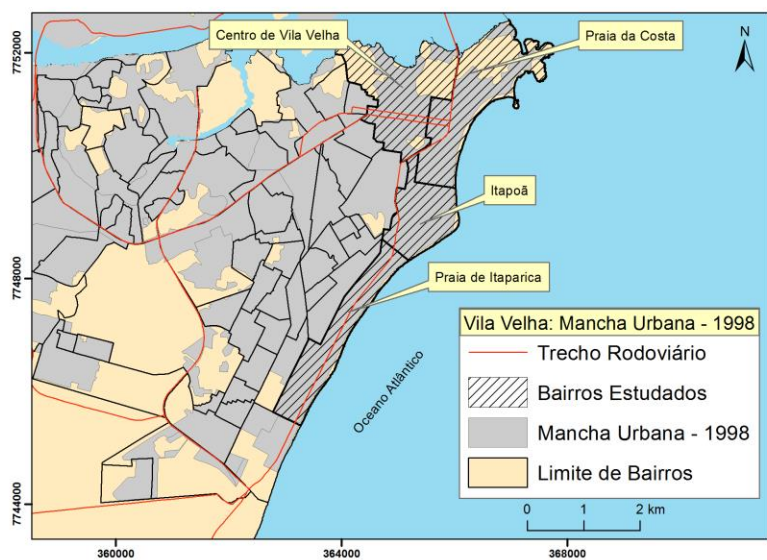 Centro de Vila Velha
Praia da Costa
N
Itapoã
Praia de Itaparica
Oceano Atlântico
Vila Velha: Mancha Urbana - 1998
Trecho Rodoviário
Bairros Estudados
Mancha Urbana - 1998
Limite de Bairros
0 1 2 km
7752000
7748000
7744000
360000 364000 368000